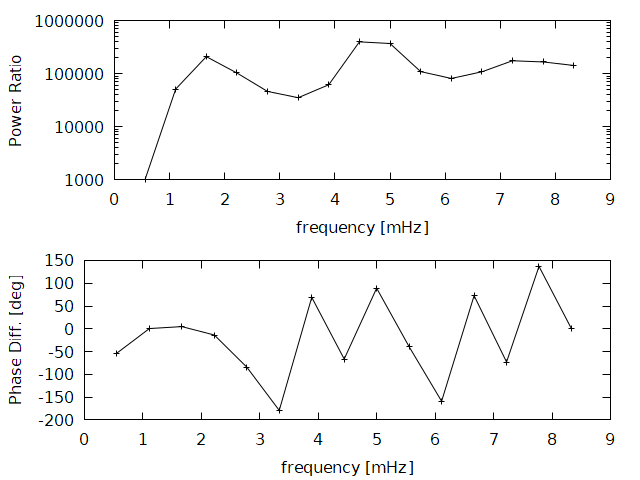 1000000
100000
10000
1000
Power Ratio
0 1 2 3 4 5 6 7 8 9
frequency [mHz]
150
100
50
0
-50
-100
-150
-200
Phase Diff. [deg]
0 1 2 3 4 5 6 7 8 9
frequency [mHz]